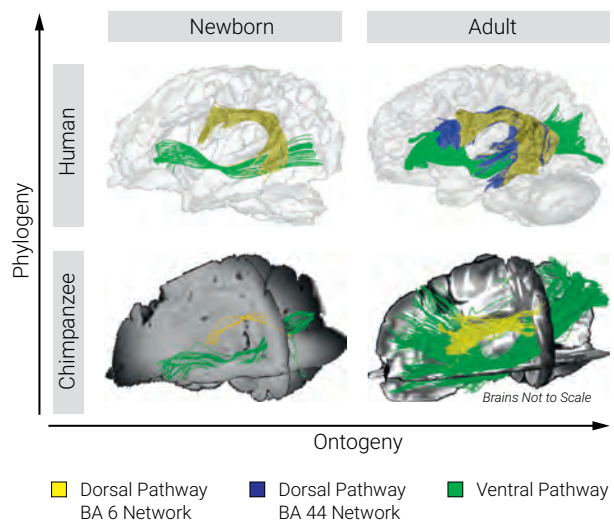 Newborn
Adult
Phylogeny
Human
Chimpanzee
Brains Not to Scale
Ontogeny
Dorsal Pathway
BA 6 Network
Dorsal Pathway
BA 44 Network
Ventral Pathway